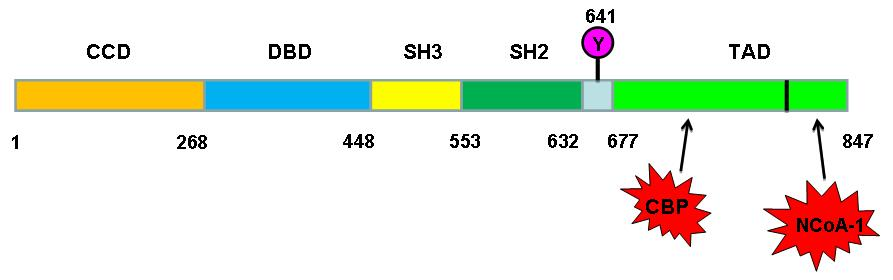 641
Y
CCD DBD SH3 SH2 TAD
1 268 448 553 632 677 847
CBP
NCoA-1